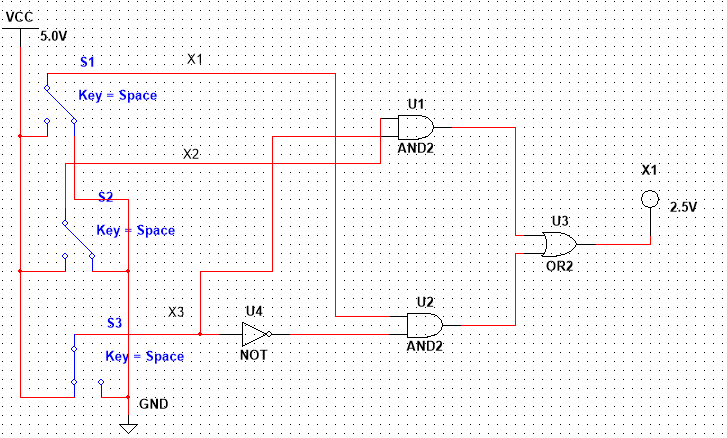 VCC
5.0V
S1
X1
Key = Space
U1
AND2
X2
X1
2.5V
S2
Key = Space
U3
OR2
X3
U4
U2
S3
Key = Space
NOT
AND2
GND